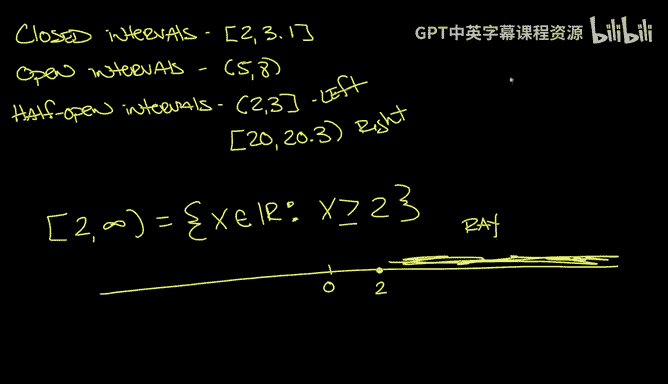 GPT中英字幕课程资源 bilibili
CLOSED INTERVALS - [2, 3.1]
OPEN INTERVALS - (5,8)
HALF-OPEN INTERVALS - (2,3] - LEFT
[20, 20.3) Right
[2,∞) = {X∈ℝ: X≥2}
RAY
0 2